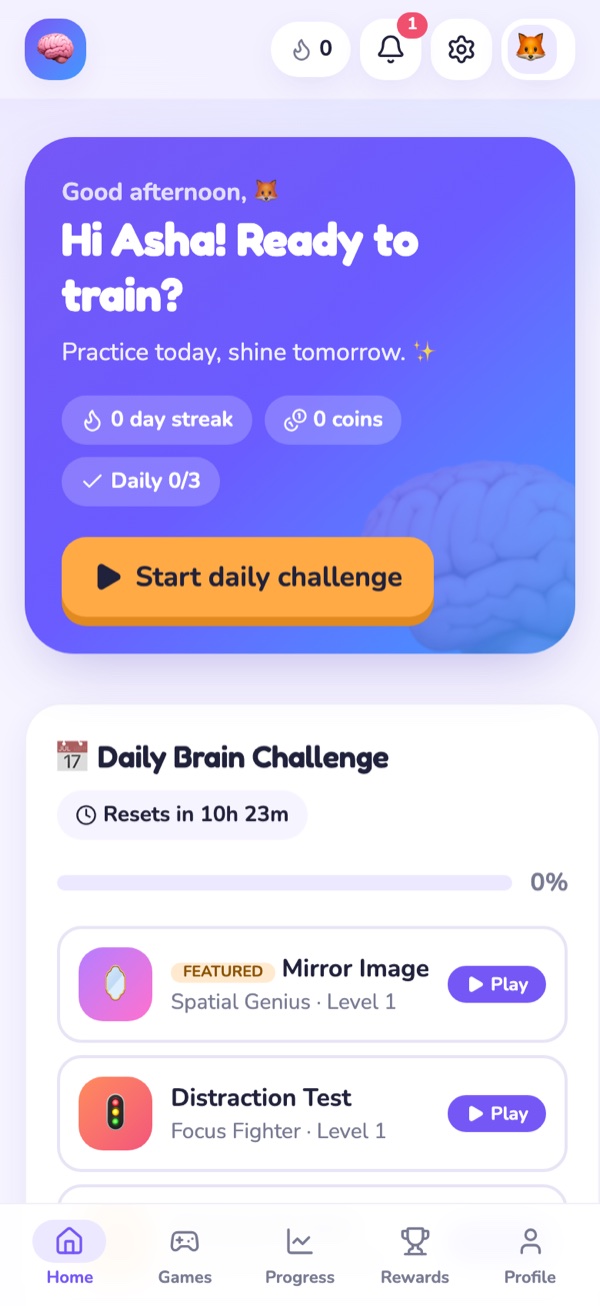 0
1
Good afternoon, 🦊
Hi Asha! Ready to
train?
Practice today, shine tomorrow. ✨
0 day streak
0 coins
Daily 0/3
Start daily challenge
Daily Brain Challenge
Resets in 10h 23m
0%
FEATURED Mirror Image
Spatial Genius · Level 1
Play
Distraction Test
Focus Fighter · Level 1
Play
Home
Games
Progress
Rewards
Profile